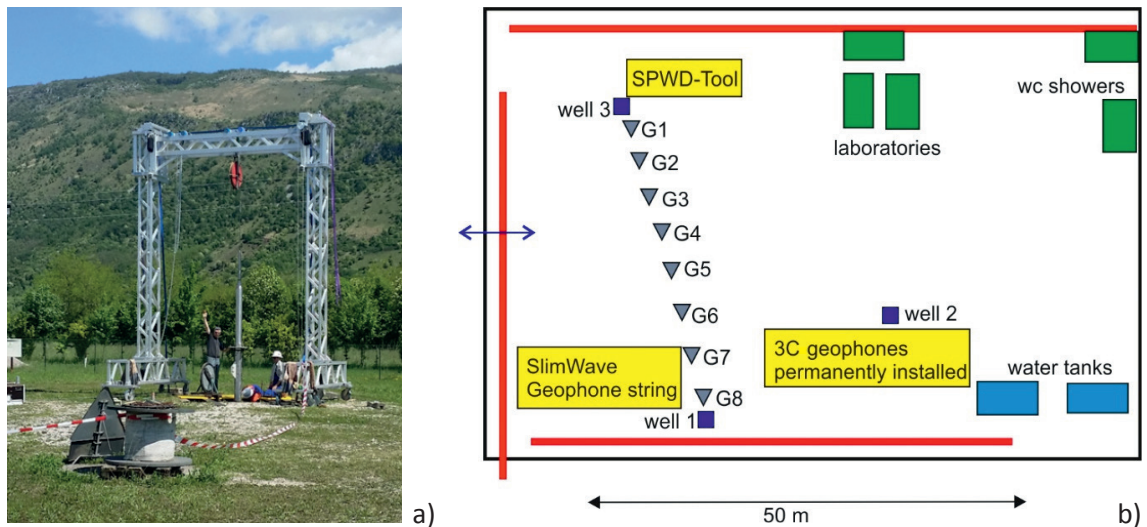 SPWD-Tool
well 3
G1
G2
G3
G4
G5
G6
G7
G8
well 1
SlimWave
Geophone string
laboratories
wc showers
well 2
3C geophones
permanently installed
water tanks
50 m
a)
b)